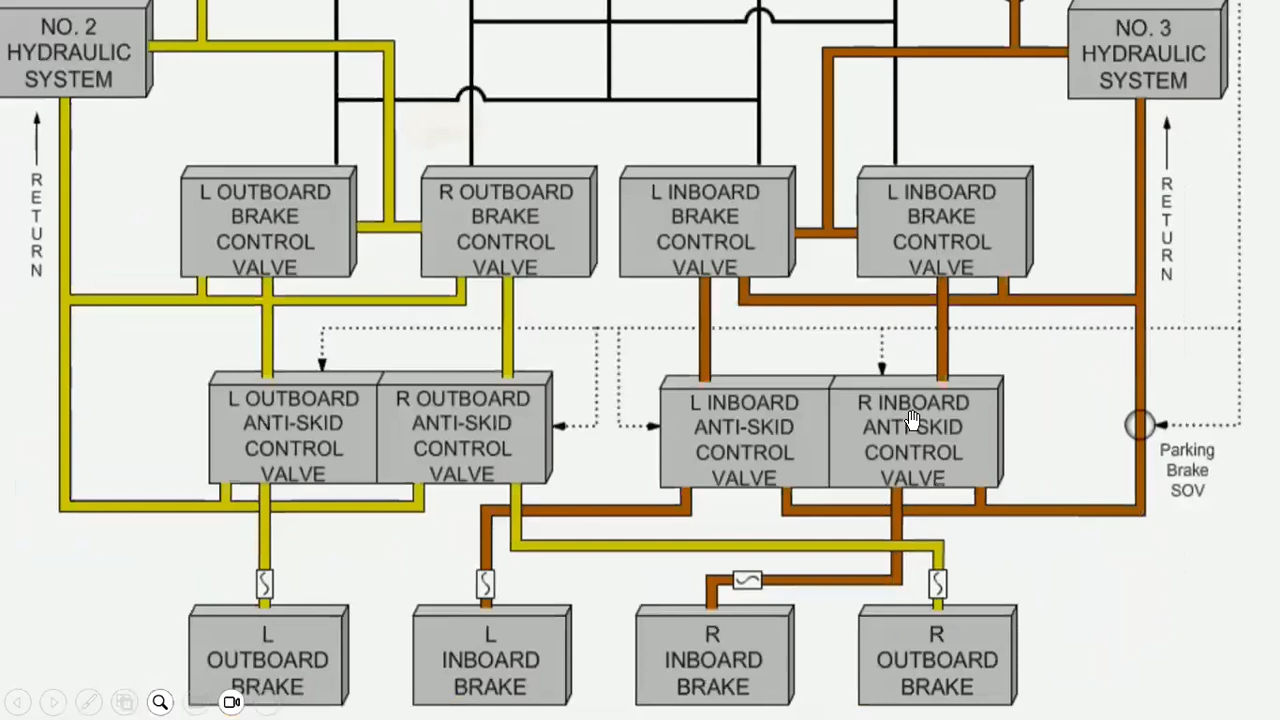 NO. 2
HYDRAULIC
SYSTEM
NO. 3
HYDRAULIC
SYSTEM
RETURN
L OUTBOARD
BRAKE
CONTROL
VALVE
R OUTBOARD
BRAKE
CONTROL
VALVE
L INBOARD
BRAKE
CONTROL
VALVE
L INBOARD
BRAKE
CONTROL
VALVE
RETURN
L OUTBOARD
ANTI-SKID
CONTROL
VALVE
R OUTBOARD
ANTI-SKID
CONTROL
VALVE
L INBOARD
ANTI-SKID
CONTROL
VALVE
R INBOARD
ANTI-SKID
CONTROL
VALVE
Parking
Brake
SOV
L
OUTBOARD
BRAKE
L
INBOARD
BRAKE
R
INBOARD
BRAKE
R
OUTBOARD
BRAKE